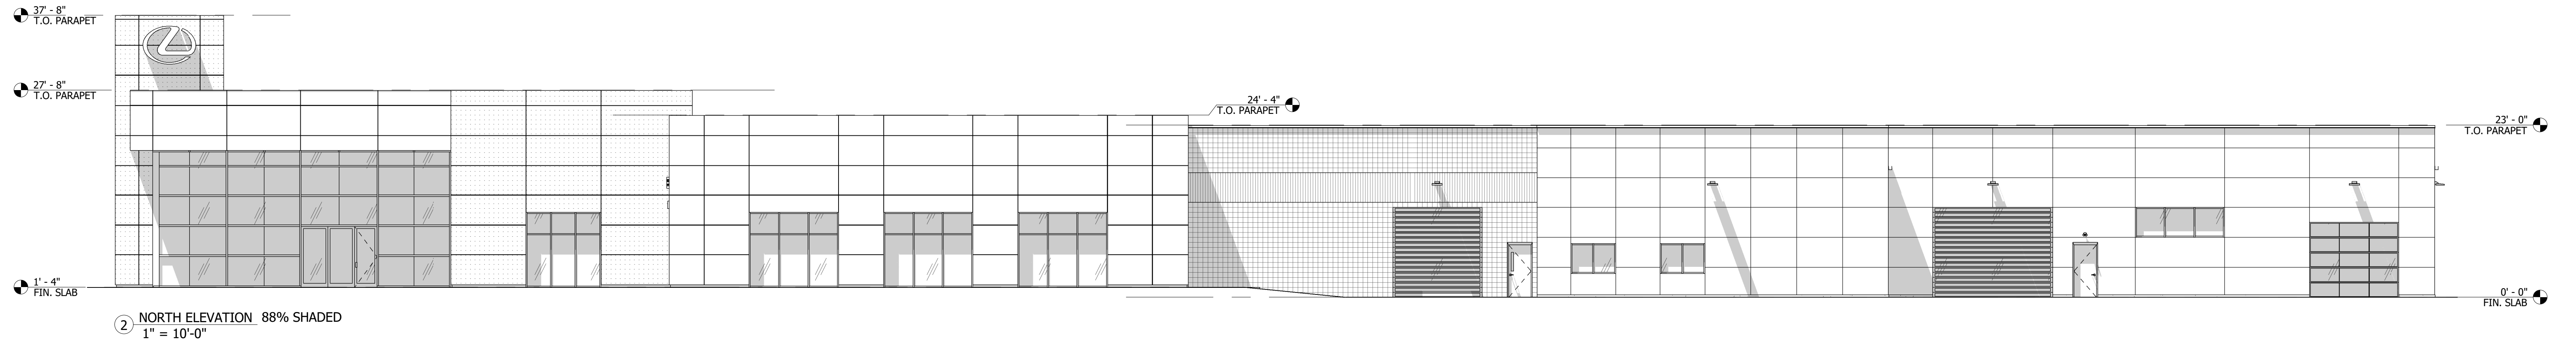 37' - 8"
T.O. PARAPET
27' - 8"
T.O. PARAPET
24' - 4"
T.O. PARAPET
23' - 0"
T.O. PARAPET
1' - 4"
FIN. SLAB
0' - 0"
FIN. SLAB
2 NORTH ELEVATION 88% SHADED
1" = 10'-0"